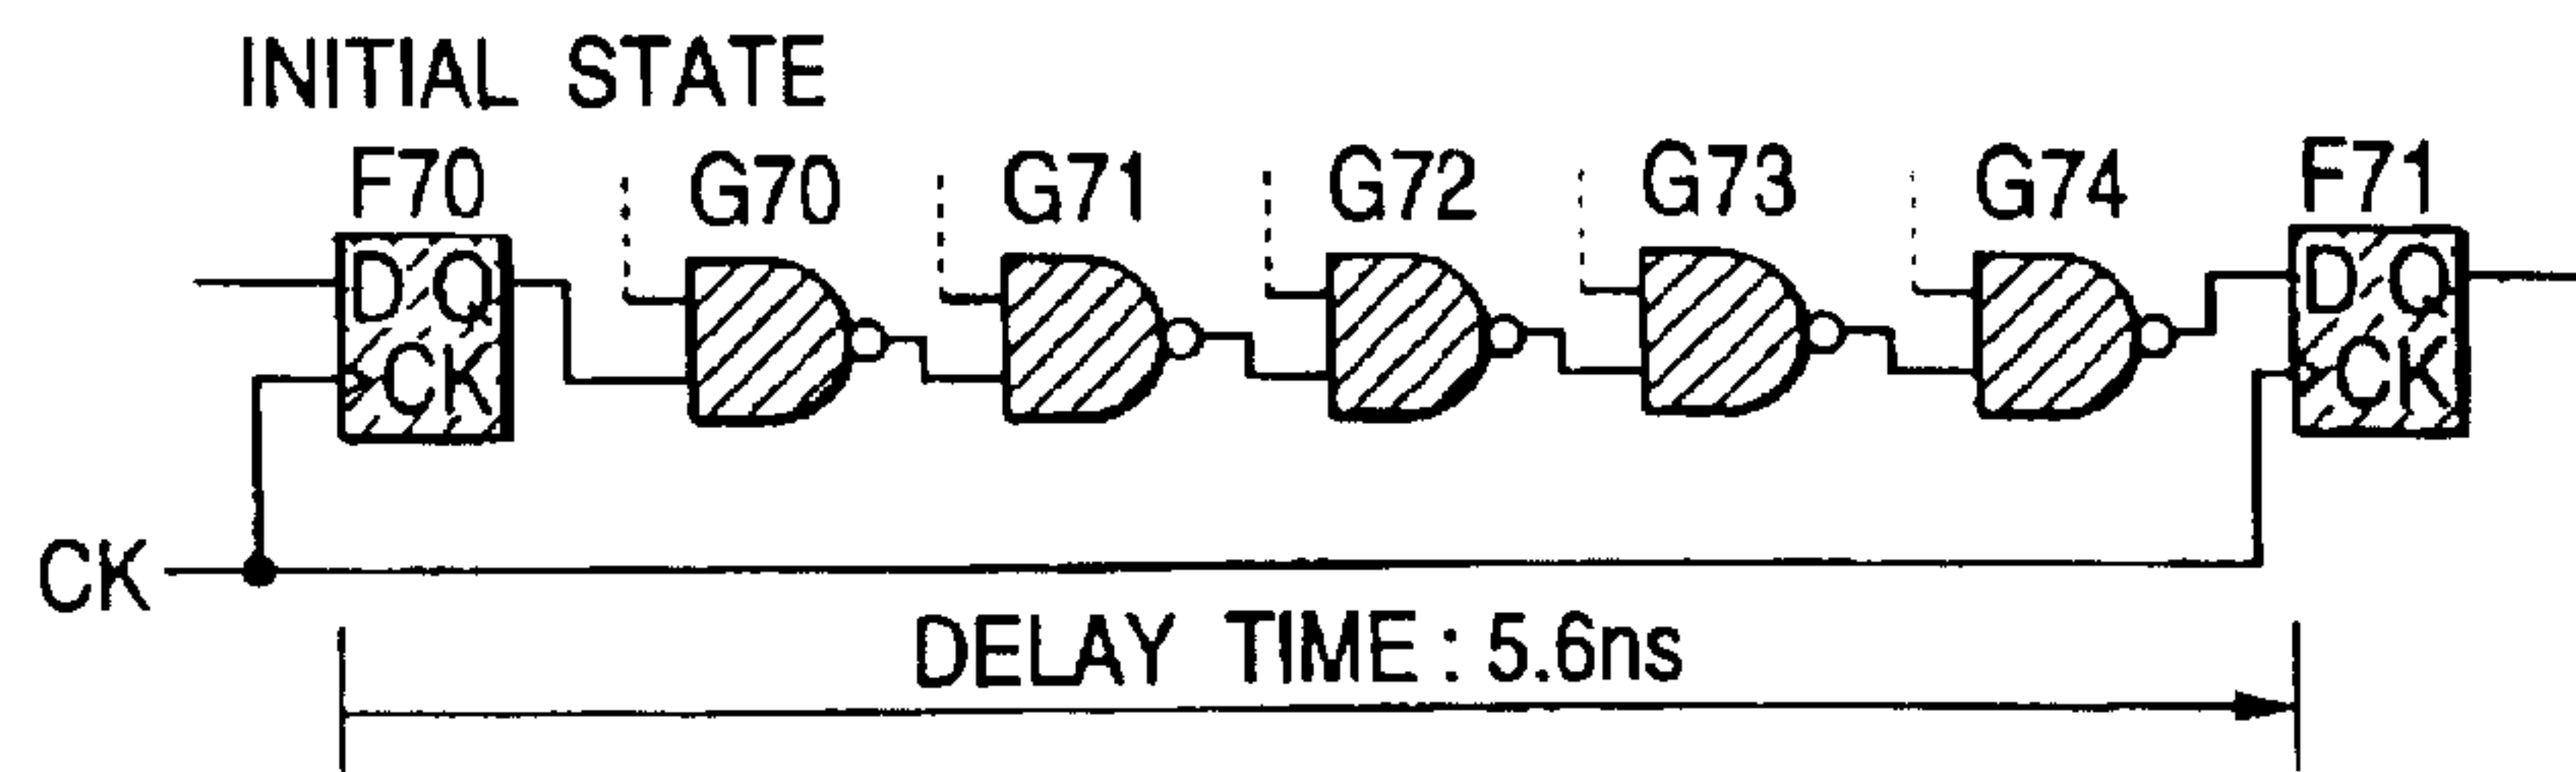 INITIAL STATE
F70 G70 G71 G72 G73 G74 F71
D Q D Q
CK CK
CK
DELAY TIME : 5.6ns